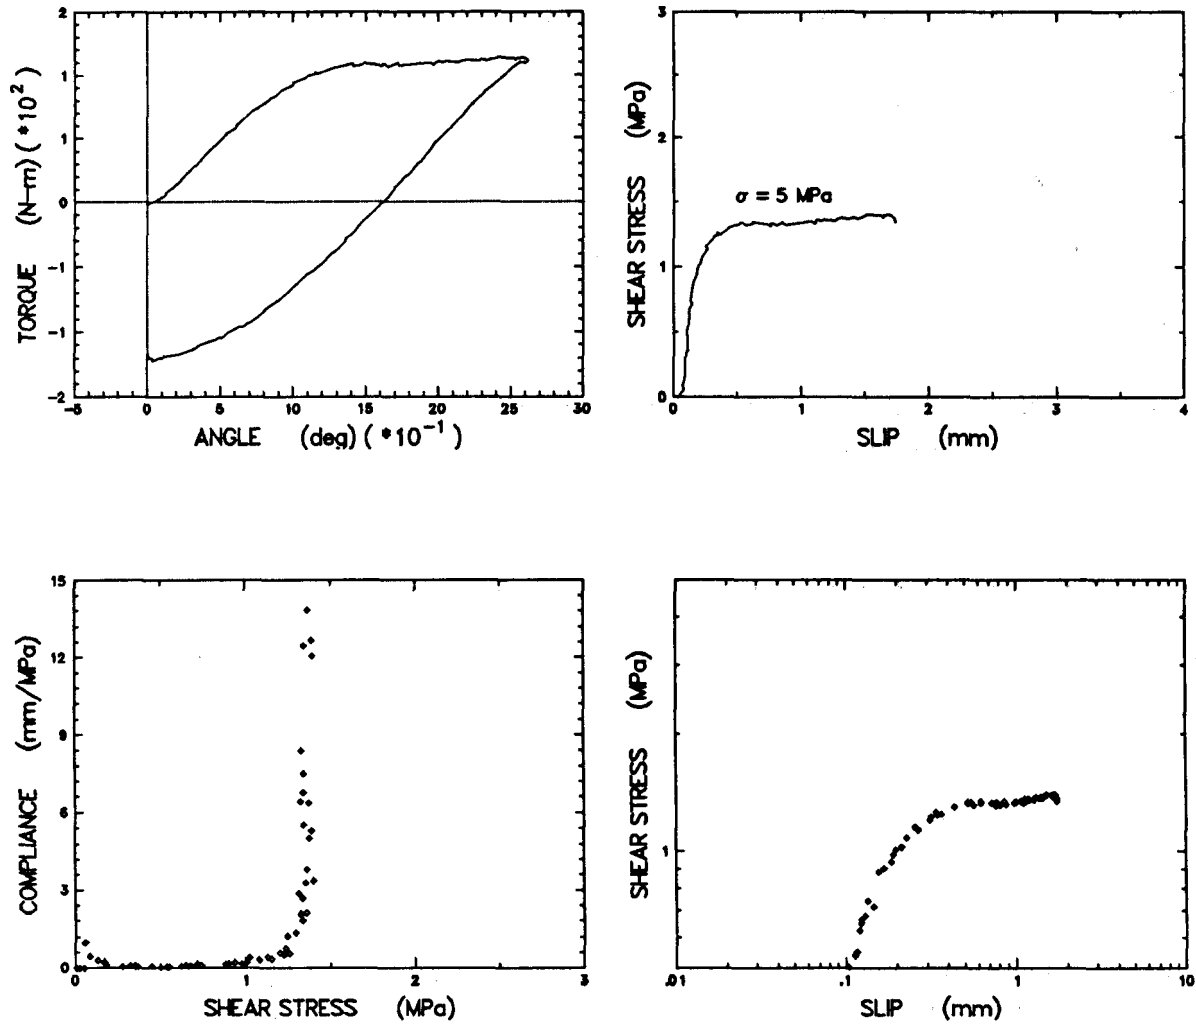 2
1
1
0
-1
-1
-2
-5 0 5 10 15 20 25 30
TORQUE (N-m) ( *10^2)
ANGLE (deg) ( *10^-1)
3
2
1
0
0 1 2 3 4
σ = 5 MPa
SHEAR STRESS (MPa)
SLIP (mm)
15
12
9
6
3
0
0 1 2 3
COMPLIANCE (mm/MPa)
SHEAR STRESS (MPa)
1
.01 .1 1 10
SHEAR STRESS (MPa)
SLIP (mm)